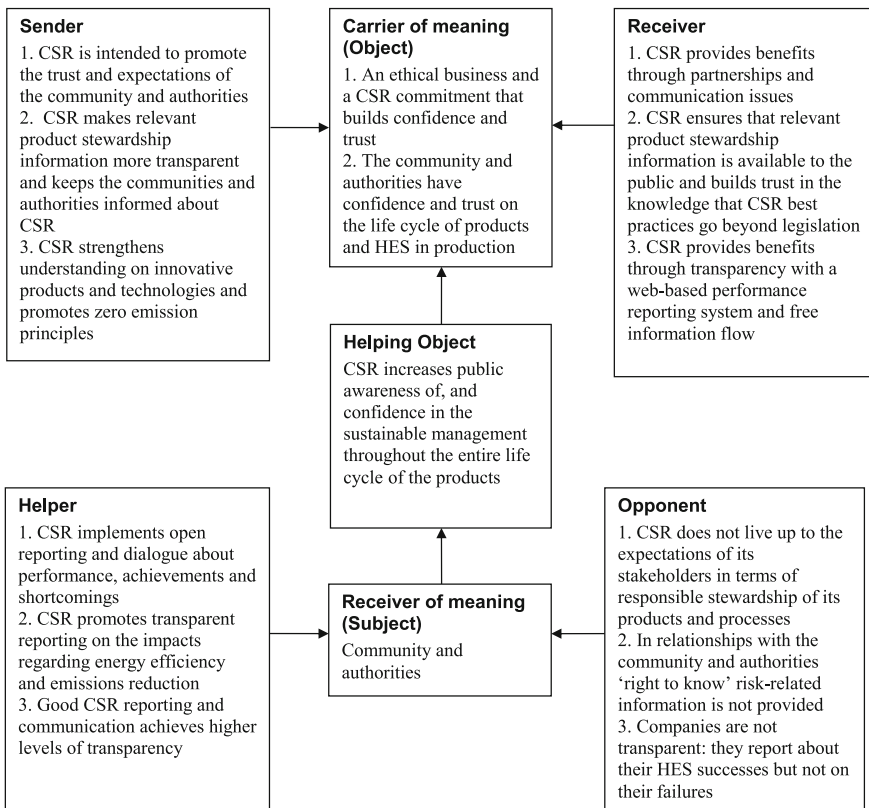 Sender
1. CSR is intended to promote
the trust and expectations of
the community and authorities
2.  CSR makes relevant
product stewardship
information more transparent
and keeps the communities and
authorities informed about
CSR
3. CSR strengthens
understanding on innovative
products and technologies and
promotes zero emission
principles
Carrier of meaning
(Object)
1. An ethical business and
a CSR commitment that
builds confidence and
trust
2. The community and
authorities have
confidence and trust on
the life cycle of products
and HES in production
Receiver
1. CSR provides benefits
through partnerships and
communication issues
2. CSR ensures that relevant
product stewardship
information is available to the
public and builds trust in the
knowledge that CSR best
practices go beyond legislation
3. CSR provides benefits
through transparency with a
web-based performance
reporting system and free
information flow
Helping Object
CSR increases public
awareness of, and
confidence in the
sustainable management
throughout the entire life
cycle of the products
Helper
1. CSR implements open
reporting and dialogue about
performance, achievements and
shortcomings
2. CSR promotes transparent
reporting on the impacts
regarding energy efficiency
and emissions reduction
3. Good CSR reporting and
communication achieves higher
levels of transparency
Receiver of meaning
(Subject)
Community and
authorities
Opponent
1. CSR does not live up to the
expectations of its
stakeholders in terms of
responsible stewardship of its
products and processes
2. In relationships with the
community and authorities
‘right to know’ risk-related
information is not provided
3. Companies are not
transparent: they report about
their HES successes but not on
their failures